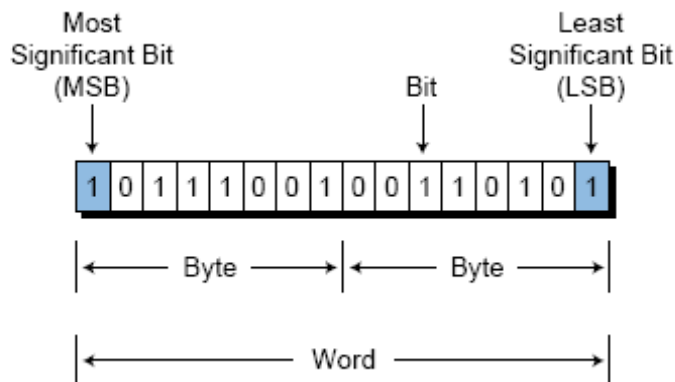 Most
Significant Bit
(MSB)
Bit
Least
Significant Bit
(LSB)
1 0 1 1 1 0 0 1 0 0 1 1 0 1 0 1
Byte Byte
Word